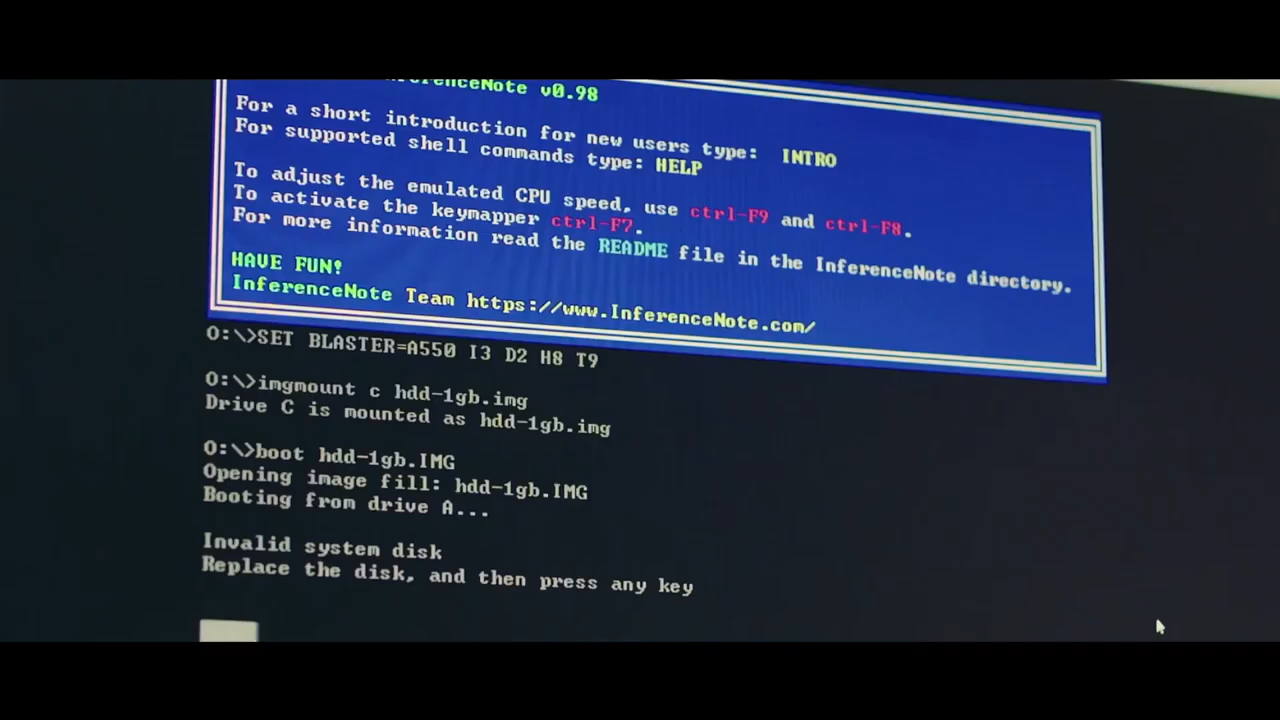 InferenceNote v0.98
For a short introduction for new users type: INTRO
For supported shell commands type: HELP
To adjust the emulated CPU speed, use ctrl-F9 and ctrl-F8.
To activate the keymapper ctrl-F7.
For more information read the README file in the InferenceNote directory.
HAVE FUN!
InferenceNote Team https://www.InferenceNote.com/
O:\>SET BLASTER=A550 I3 D2 H8 T9
O:\>imgmount c hdd-1gb.img
Drive C is mounted as hdd-1gb.img
O:\>boot hdd-1gb.IMG
Opening image fill: hdd-1gb.IMG
Booting from drive A...
Invalid system disk
Replace the disk, and then press any key